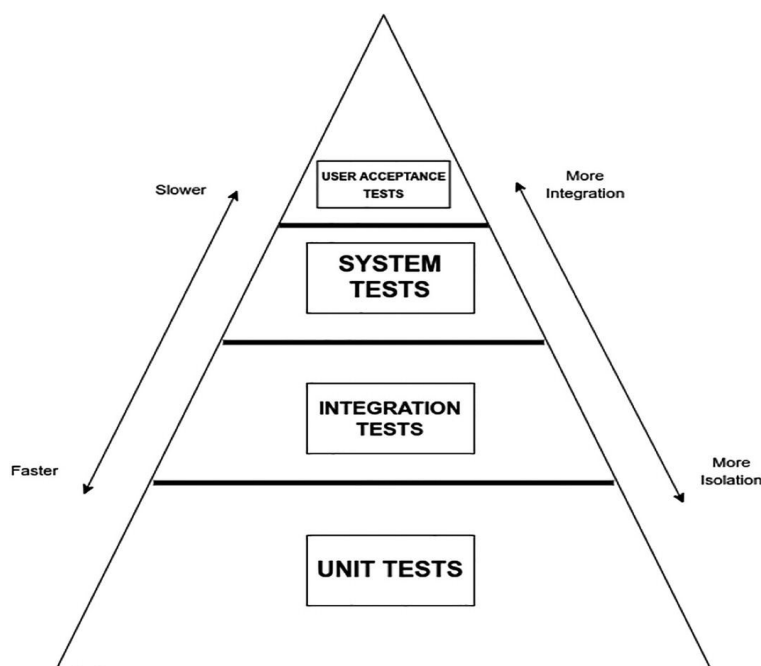 USER ACCEPTANCE
TESTS
Slower
More
Integration
SYSTEM
TESTS
INTEGRATION
TESTS
Faster
More
Isolation
UNIT TESTS